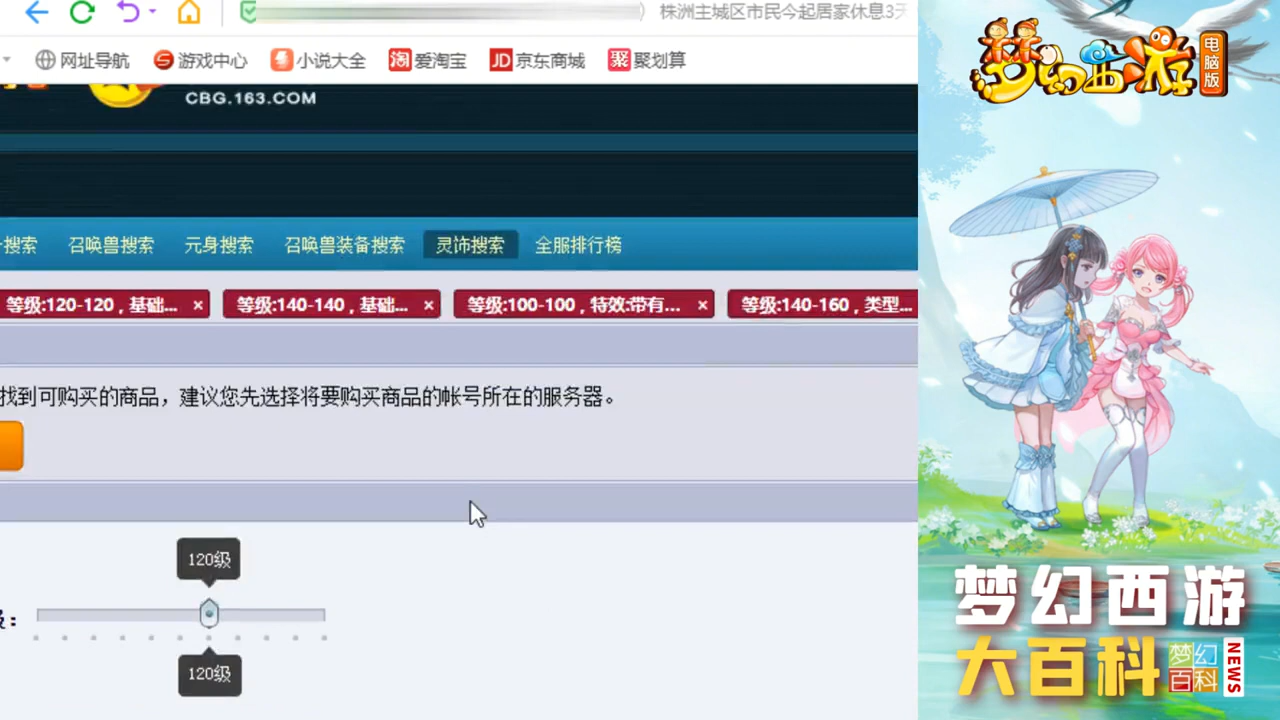 株洲主城区市民今起居家休息3天
网址导航 游戏中心 小说大全 淘 爱淘宝 JD 京东商城 聚 聚划算
CBG.163.COM
搜索 召唤兽搜索 元身搜索 召唤兽装备搜索 灵饰搜索 全服排行榜
等级:120-120，基础... × 等级:140-140，基础... × 等级:100-100，特效:带有... × 等级:140-160，类型...
找到可购买的商品，建议您先选择将要购买商品的帐号所在的服务器。
120级
级：
120级
梦幻西游
电脑版
梦幻西游
大百科
梦幻百科
NEWS